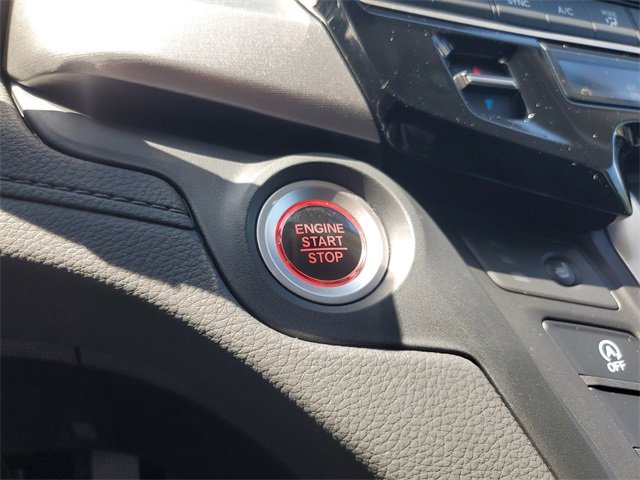 SYNC
A/C
ENGINE
START
STOP
OFF